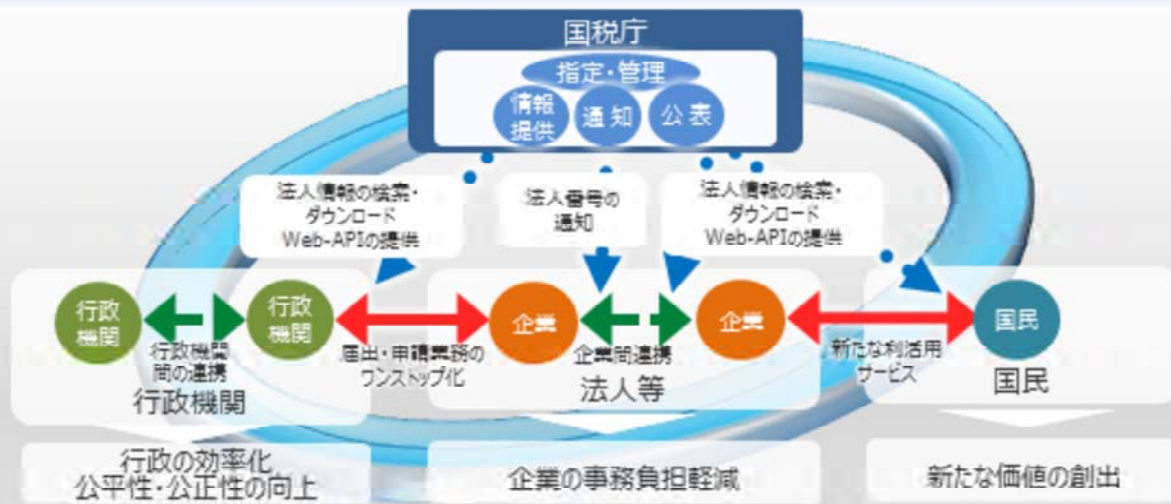 国税庁
指定・管理
情報
提供
通知
公表
法人情報の検索・
ダウンロード
Web-APIの提供
法人番号の
通知
法人情報の検索・
ダウンロード
Web-APIの提供
行政
機関
行政
機関
企業
企業
国民
行政機関
間の連携
届出・申請業務の
ワンストップ化
企業間連携
新たな利活用
サービス
行政機関
法人等
国民
行政の効率化
公平性・公正性の向上
企業の事務負担軽減
新たな価値の創出